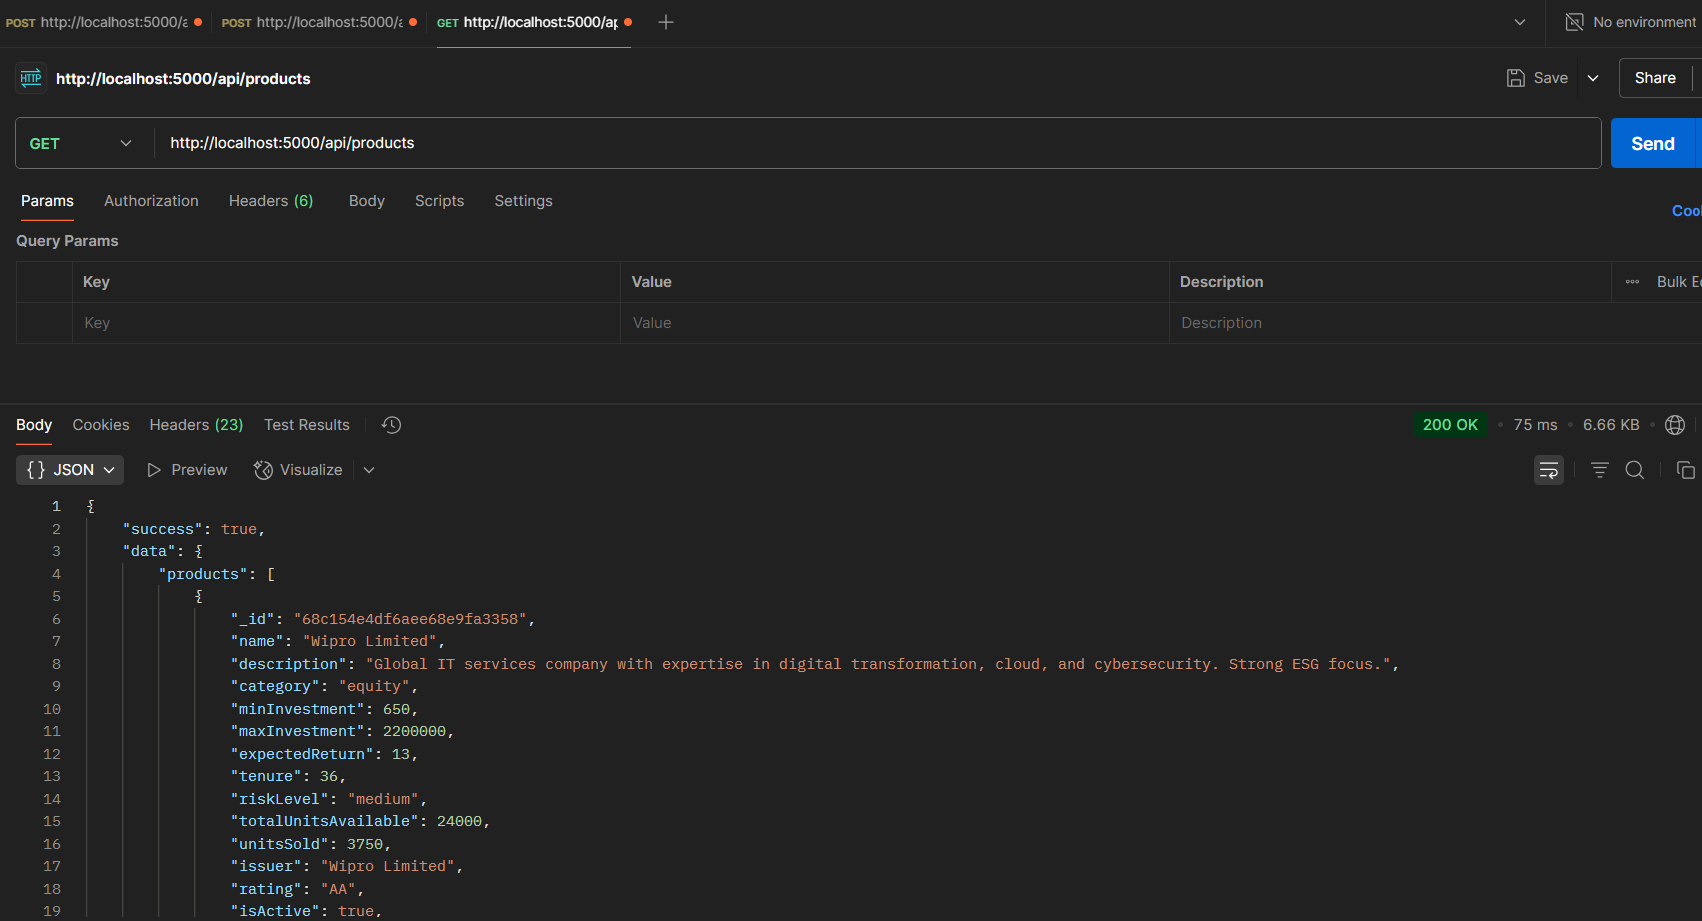 POST http://localhost:5000/a POST http://localhost:5000/a GET http://localhost:5000/ap No environment
HTTP http://localhost:5000/api/products Save Share
GET http://localhost:5000/api/products Send
Params Authorization Headers (6) Body Scripts Settings
Coo
Query Params
Key Value Description Bulk Ed
Key Value Description
Body Cookies Headers (23) Test Results 200 OK • 75 ms • 6.66 KB •
{} JSON Preview Visualize
1 {
2 "success": true,
3 "data": {
4 "products": [
5 {
6 "_id": "68c154e4df6aee68e9fa3358",
7 "name": "Wipro Limited",
8 "description": "Global IT services company with expertise in digital transformation, cloud, and cybersecurity. Strong ESG focus.",
9 "category": "equity",
10 "minInvestment": 650,
11 "maxInvestment": 2200000,
12 "expectedReturn": 13,
13 "tenure": 36,
14 "riskLevel": "medium",
15 "totalUnitsAvailable": 24000,
16 "unitsSold": 3750,
17 "issuer": "Wipro Limited",
18 "rating": "AA",
19 "isActive": true,